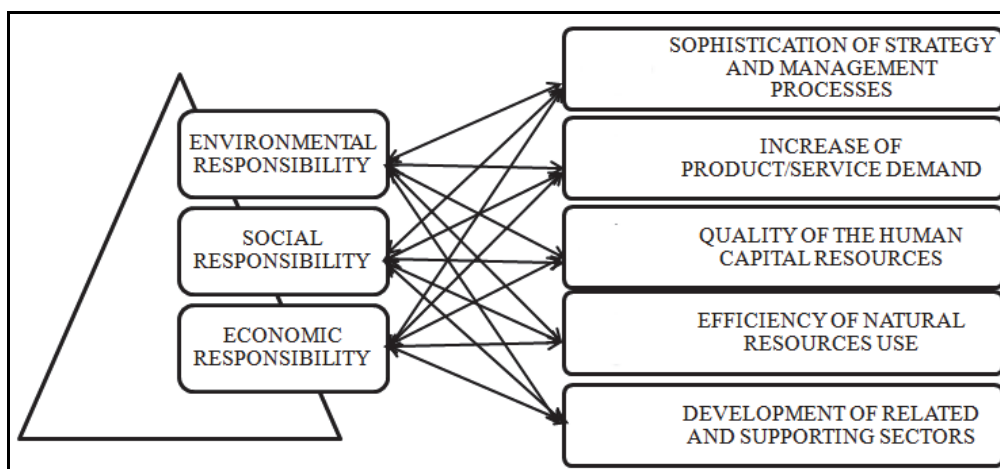 ENVIRONMENTAL
RESPONSIBILITY
SOCIAL
RESPONSIBILITY
ECONOMIC
RESPONSIBILITY
SOPHISTICATION OF STRATEGY
AND MANAGEMENT
PROCESSES
INCREASE OF
PRODUCT/SERVICE DEMAND
QUALITY OF THE HUMAN
CAPITAL RESOURCES
EFFICIENCY OF NATURAL
RESOURCES USE
DEVELOPMENT OF RELATED
AND SUPPORTING SECTORS